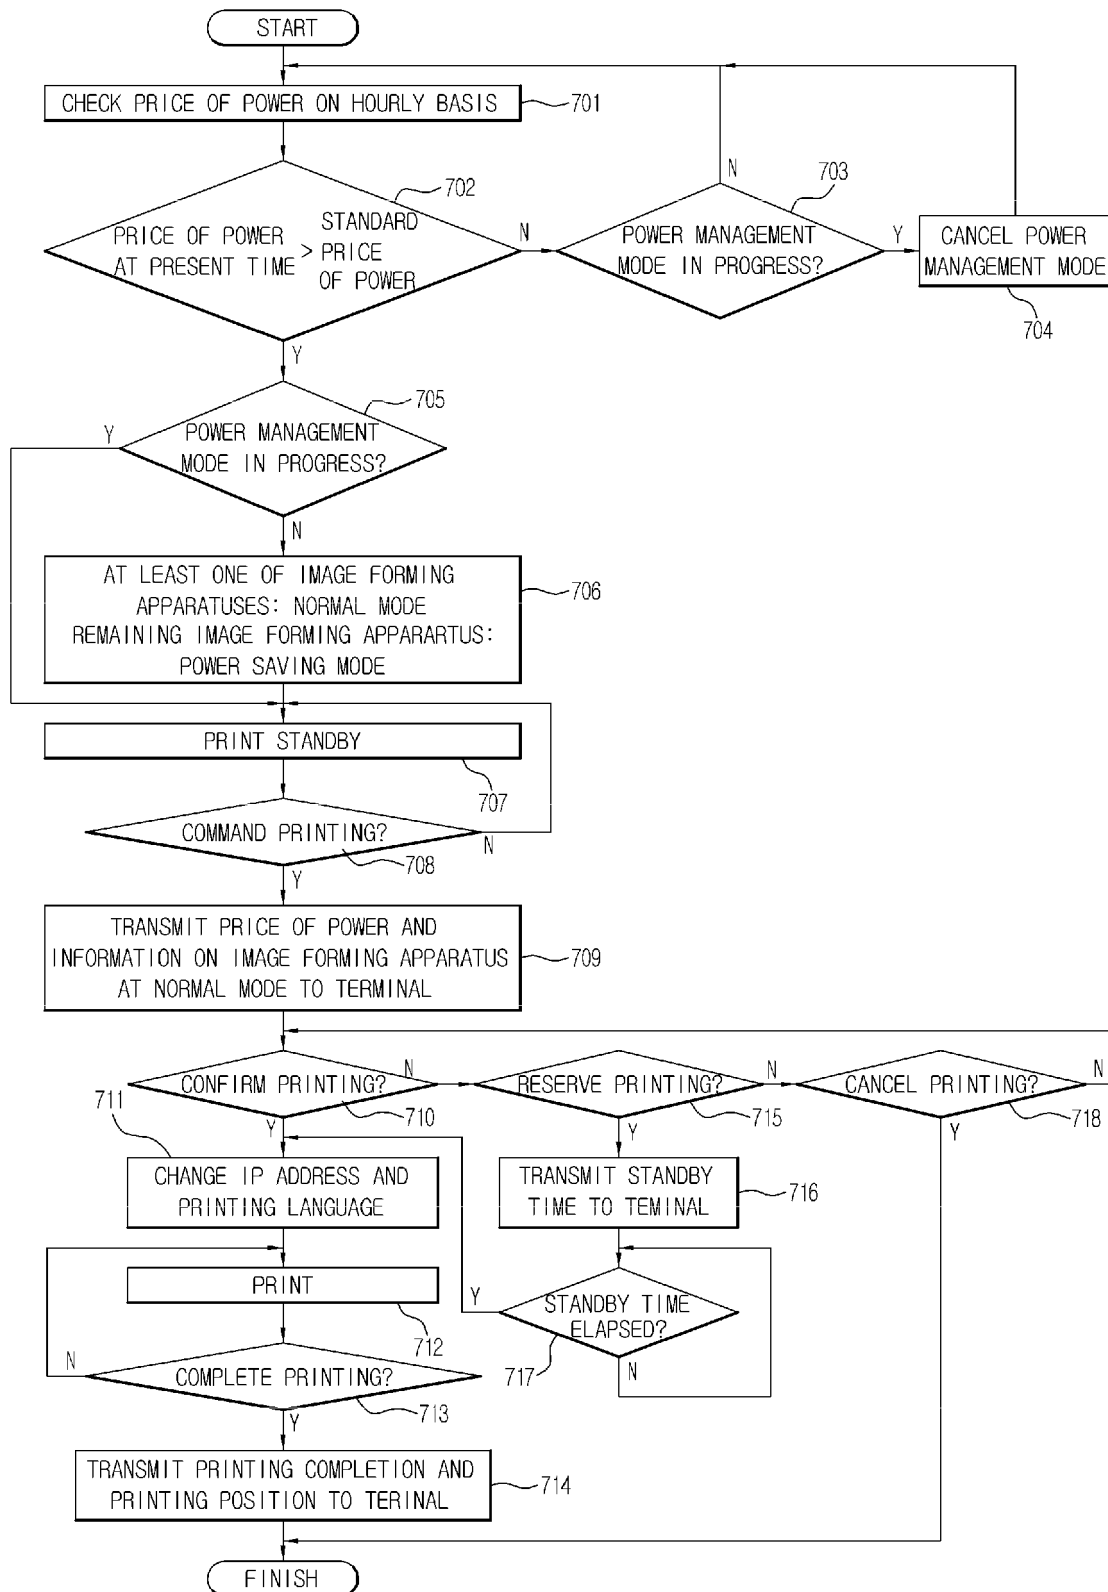 START
CHECK PRICE OF POWER ON HOURLY BASIS
701
702
PRICE OF POWER
AT PRESENT TIME
>
STANDARD
PRICE
OF POWER
N
Y
703
POWER MANAGEMENT
MODE IN PROGRESS?
N
Y
CANCEL POWER
MANAGEMENT MODE
704
705
POWER MANAGEMENT
MODE IN PROGRESS?
Y
N
AT LEAST ONE OF IMAGE FORMING
APPARATUSES: NORMAL MODE
REMAINING IMAGE FORMING APPARARTUS:
POWER SAVING MODE
706
PRINT STANDBY
707
COMMAND PRINTING?
N
708
Y
TRANSMIT PRICE OF POWER AND
INFORMATION ON IMAGE FORMING APPARATUS
AT NORMAL MODE TO TERMINAL
709
CONFIRM PRINTING?
N
710
Y
RESERVE PRINTING?
N
715
Y
CANCEL PRINTING?
N
718
Y
711
CHANGE IP ADDRESS AND
PRINTING LANGUAGE
TRANSMIT STANDBY
TIME TO TEMINAL
716
PRINT
712
STANDBY TIME
ELAPSED?
Y
717
N
COMPLETE PRINTING?
N
713
Y
TRANSMIT PRINTING COMPLETION AND
PRINTING POSITION TO TERINAL
714
FINISH